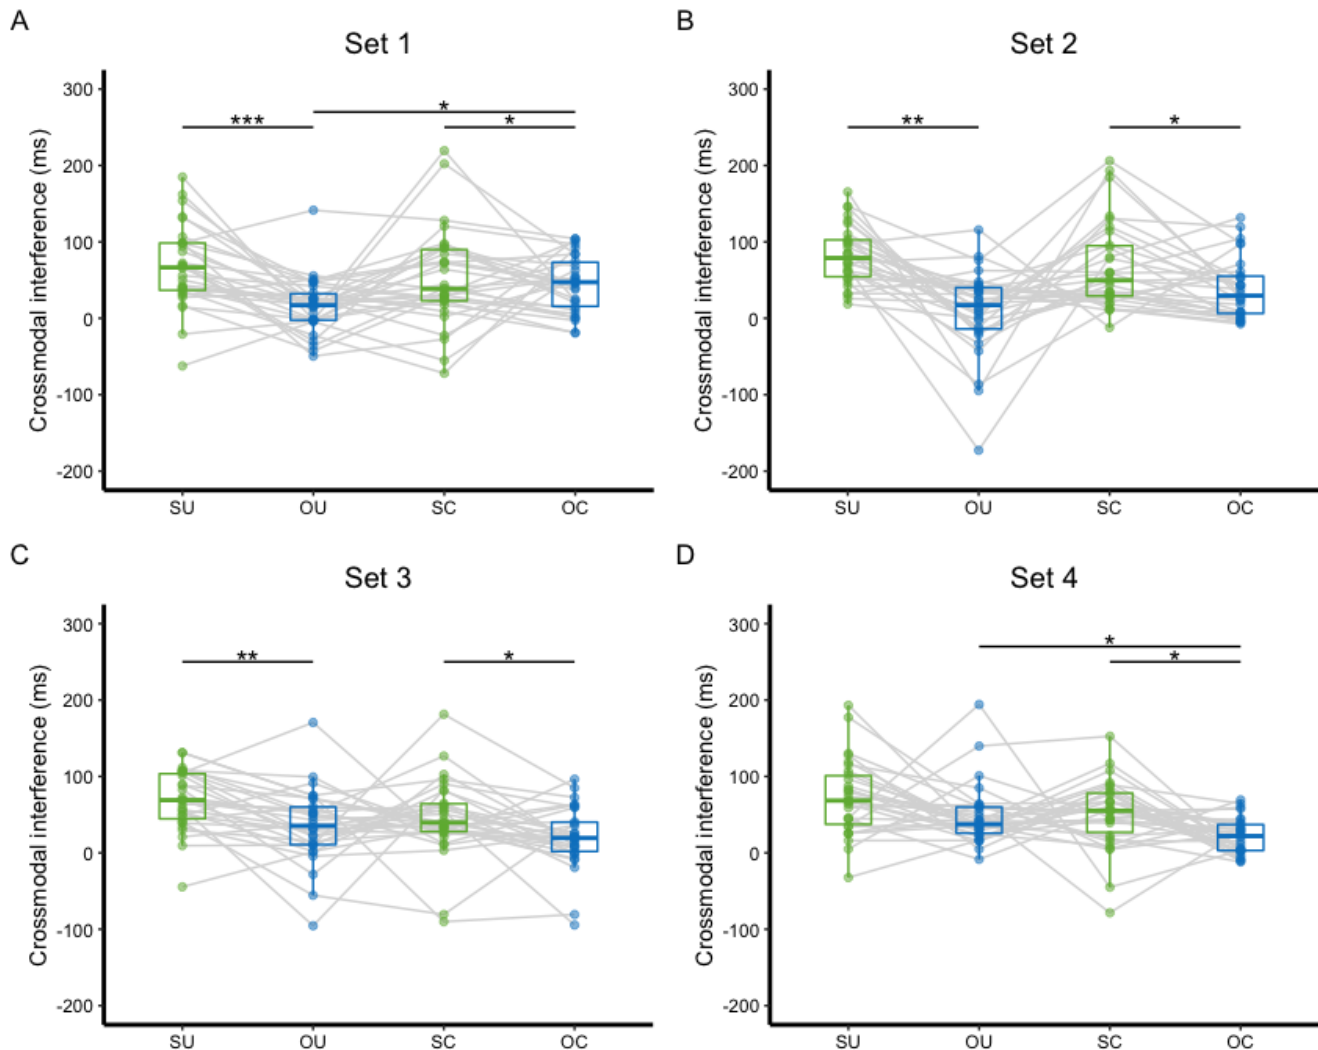 A
Set 1
Crossmodal interference (ms)
300
200
100
0
-100
-200
***
*
*
SU OU SC OC
B
Set 2
Crossmodal interference (ms)
300
200
100
0
-100
-200
**
*
SU OU SC OC
C
Set 3
Crossmodal interference (ms)
300
200
100
0
-100
-200
**
*
SU OU SC OC
D
Set 4
Crossmodal interference (ms)
300
200
100
0
-100
-200
*
*
SU OU SC OC